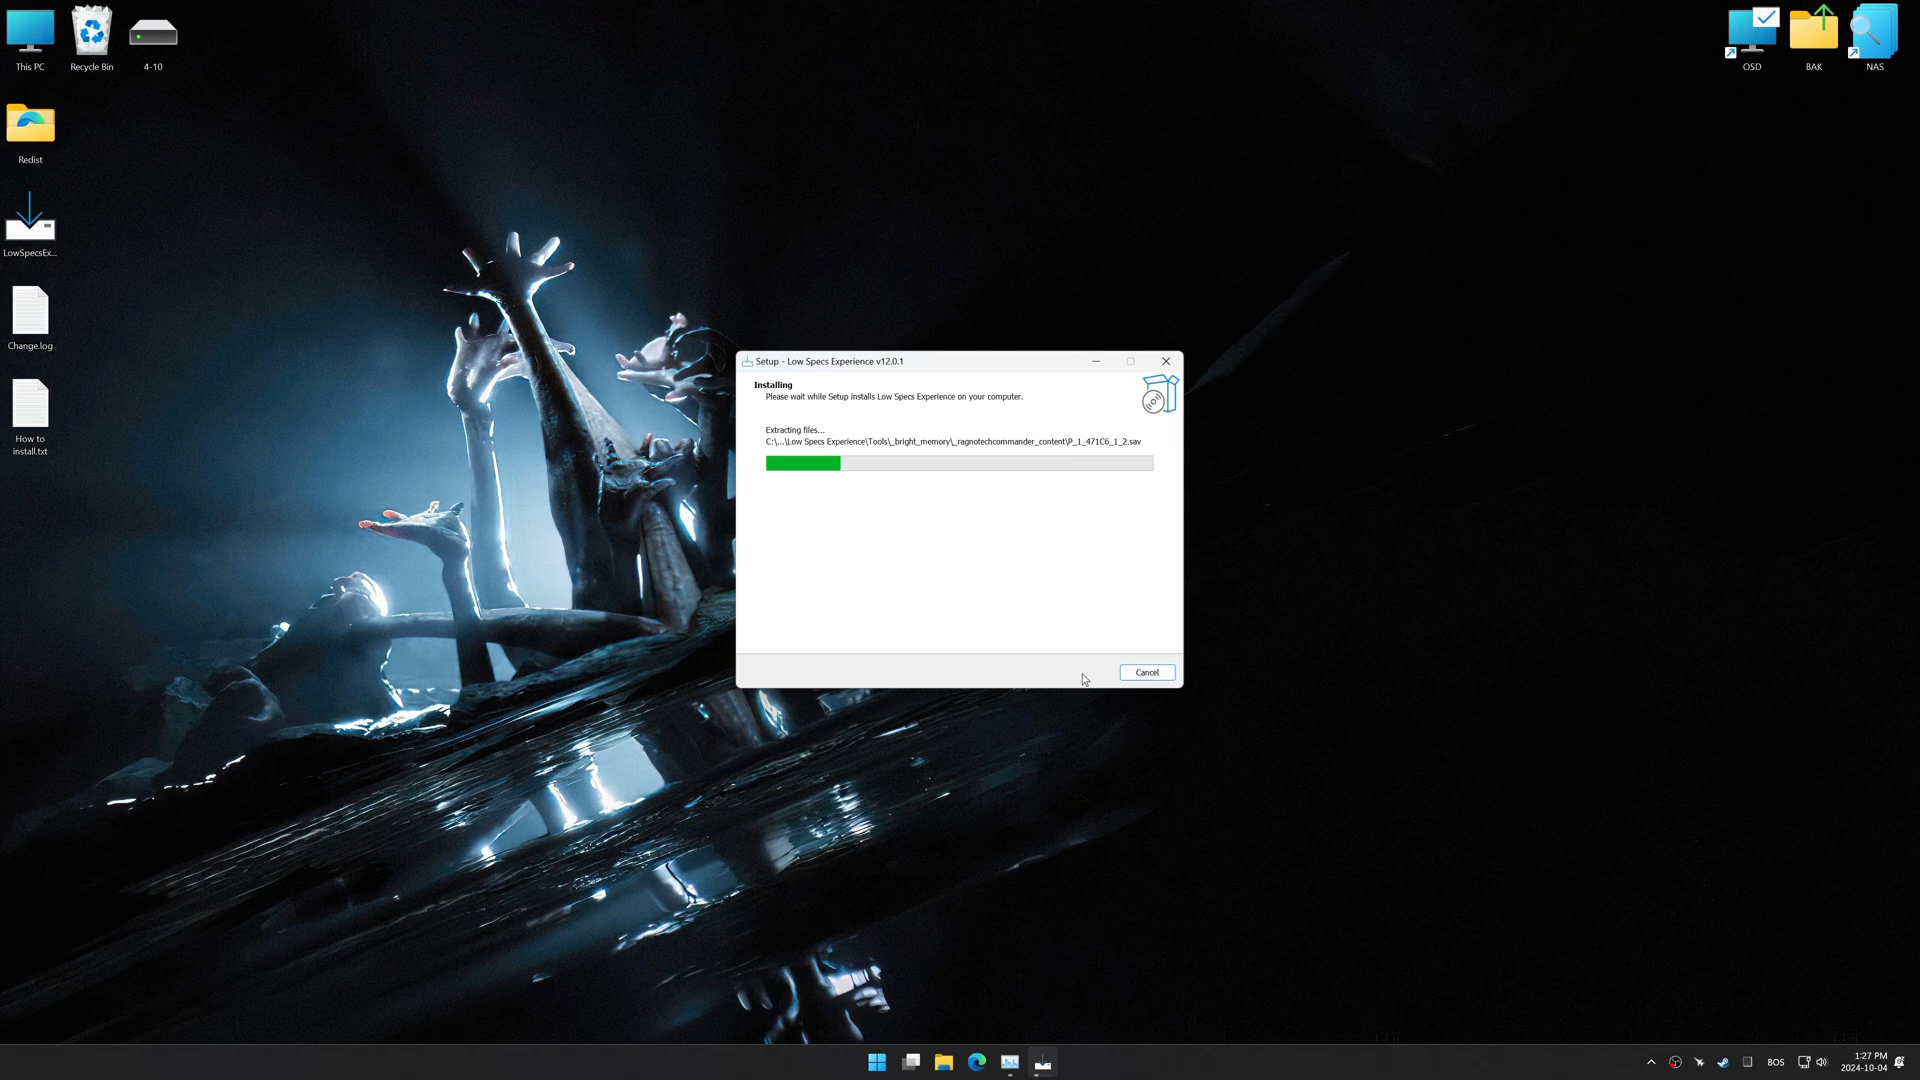 This PC
Recycle Bin
4-10
OSD
BAK
NAS
Redist
LowSpecsEx...
Change.log
How to
install.txt
Setup - Low Specs Experience v12.0.1
Installing
Please wait while Setup installs Low Specs Experience on your computer.
Extracting files...
C:\...\Low Specs Experience\Tools\_bright_memory\_ragnotechcommander_content\P_1_471C6_1_2.sav
Cancel
BOS
1:27 PM
2024-10-04